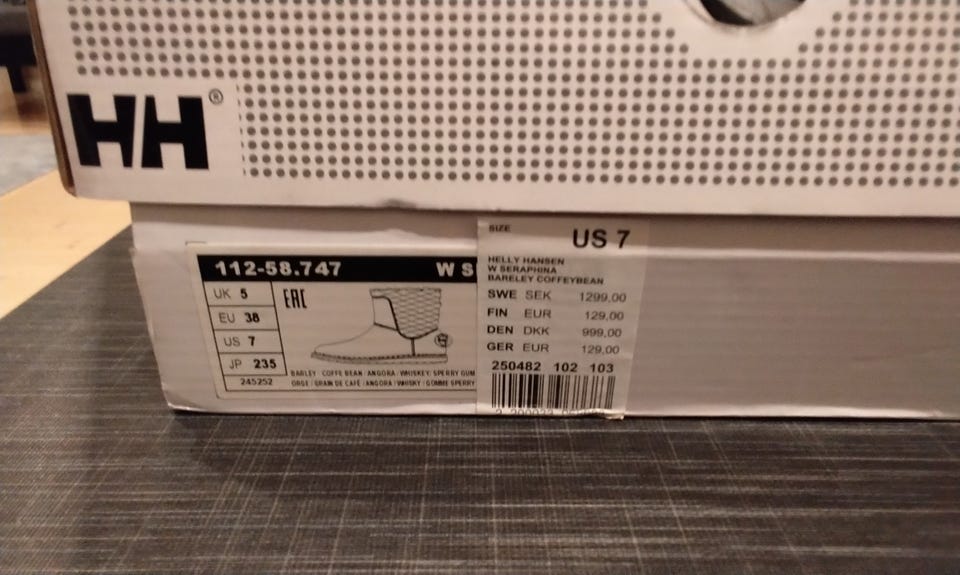 HH®
112-58.747 W S
UK 5
EU 38
US 7
JP 235
245252
EAC
BARLEY / COFFE BEAN / ANGORA / WHISKEY / SPERRY GUM
ORGE / GRAIN DE CAFÉ / ANGORA / WHISKY / GOMME SPERRY
SIZE US 7
HELLY HANSEN
W SERAPHINA
BARELEY COFFEYBEAN
SWE SEK 1299,00
FIN EUR 129,00
DEN DKK 999,00
GER EUR 129,00
250482 102 103